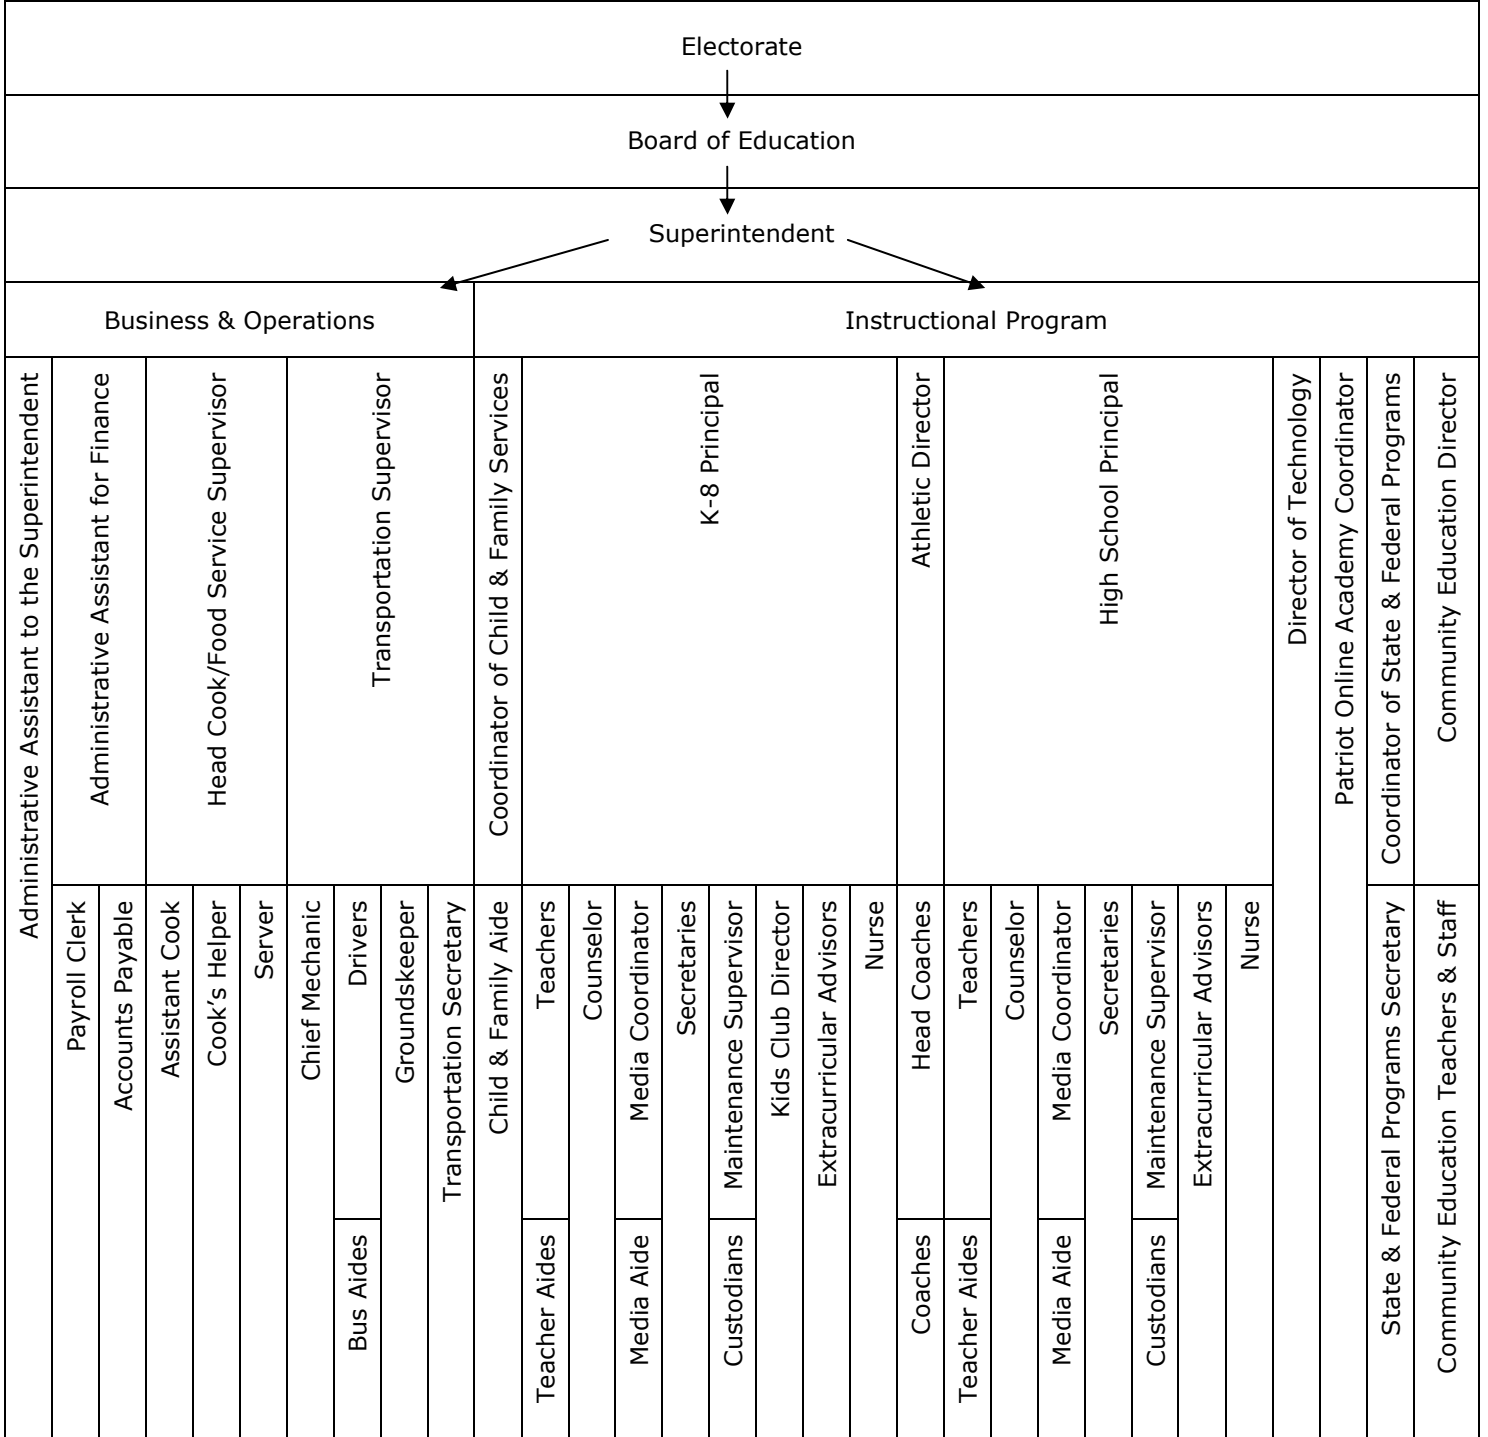 Electorate
Board of Education
Superintendent
Business & Operations
Instructional Program
Administrative Assistant to the Superintendent
Administrative Assistant for Finance
Head Cook/Food Service Supervisor
Transportation Supervisor
Coordinator of Child & Family Services
K-8 Principal
Athletic Director
High School Principal
Director of Technology
Patriot Online Academy Coordinator
Coordinator of State & Federal Programs
Community Education Director
Payroll Clerk
Accounts Payable
Assistant Cook
Cook’s Helper
Server
Chief Mechanic
Drivers
Groundskeeper
Transportation Secretary
Child & Family Aide
Teachers
Counselor
Media Coordinator
Secretaries
Maintenance Supervisor
Kids Club Director
Extracurricular Advisors
Nurse
Head Coaches
Teachers
Counselor
Media Coordinator
Secretaries
Maintenance Supervisor
Extracurricular Advisors
Nurse
State & Federal Programs Secretary
Community Education Teachers & Staff
Bus Aides
Teacher Aides
Media Aide
Custodians
Coaches
Teacher Aides
Media Aide
Custodians